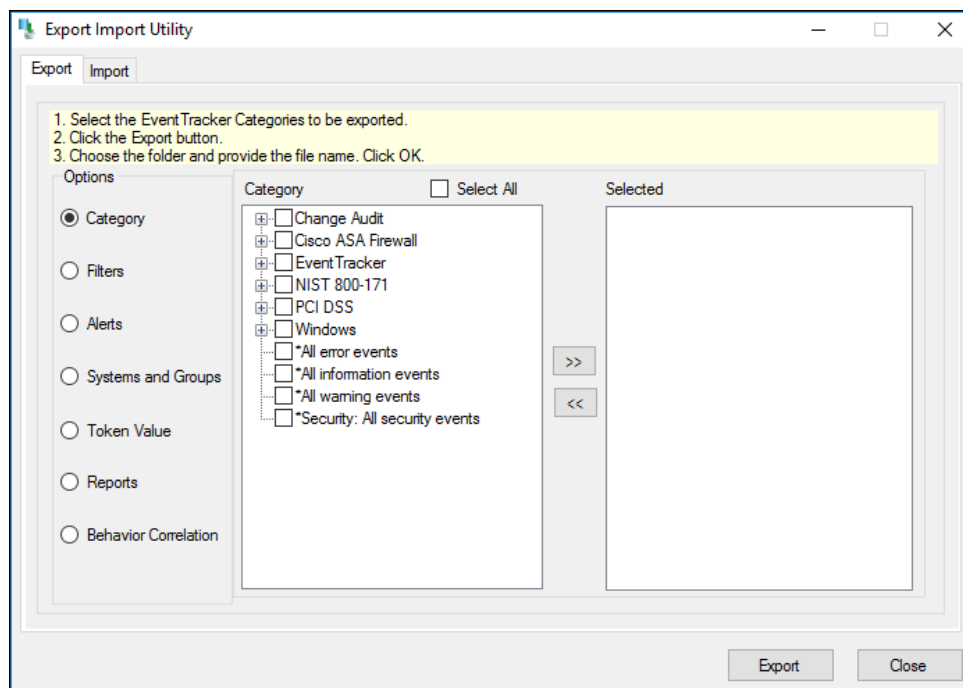 Export Import Utility
Export
Import
1. Select the EventTracker Categories to be exported.
2. Click the Export button.
3. Choose the folder and provide the file name. Click OK.
Options
Category
Filters
Alerts
Systems and Groups
Token Value
Reports
Behavior Correlation
Category
Select All
Change Audit
Cisco ASA Firewall
EventTracker
NIST 800-171
PCI DSS
Windows
*All error events
*All information events
*All warning events
*Security: All security events
>>
<<
Selected
Export
Close